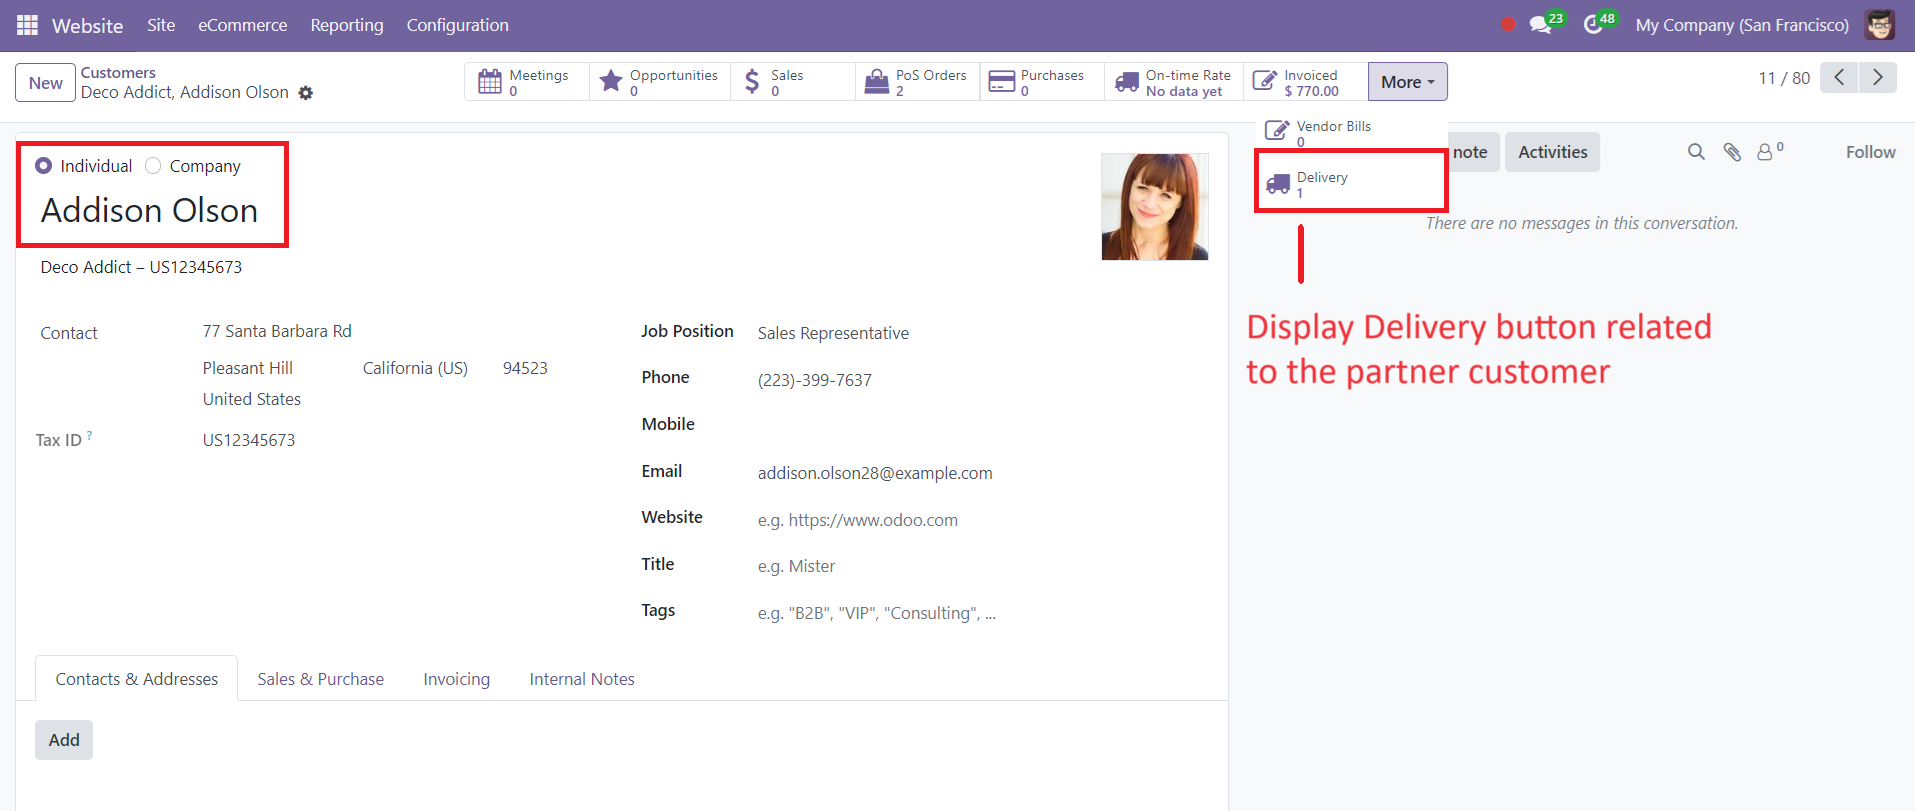 Website Site eCommerce Reporting Configuration 23 48 My Company (San Francisco)
New Customers
Deco Addict, Addison Olson
Meetings 0
Opportunities 0
Sales 0
PoS Orders 2
Purchases 0
On-time Rate No data yet
Invoiced $ 770.00
More
11 / 80
Vendor Bills
0
Delivery
1
note Activities 0 Follow
There are no messages in this conversation.
Display Delivery button related
to the partner customer
Individual Company
Addison Olson
Deco Addict – US12345673
Contact 77 Santa Barbara Rd
Pleasant Hill California (US) 94523
United States
Tax ID ? US12345673
Job Position Sales Representative
Phone (223)-399-7637
Mobile
Email addison.olson28@example.com
Website e.g. https://www.odoo.com
Title e.g. Mister
Tags e.g. "B2B", "VIP", "Consulting", ...
Contacts & Addresses Sales & Purchase Invoicing Internal Notes
Add